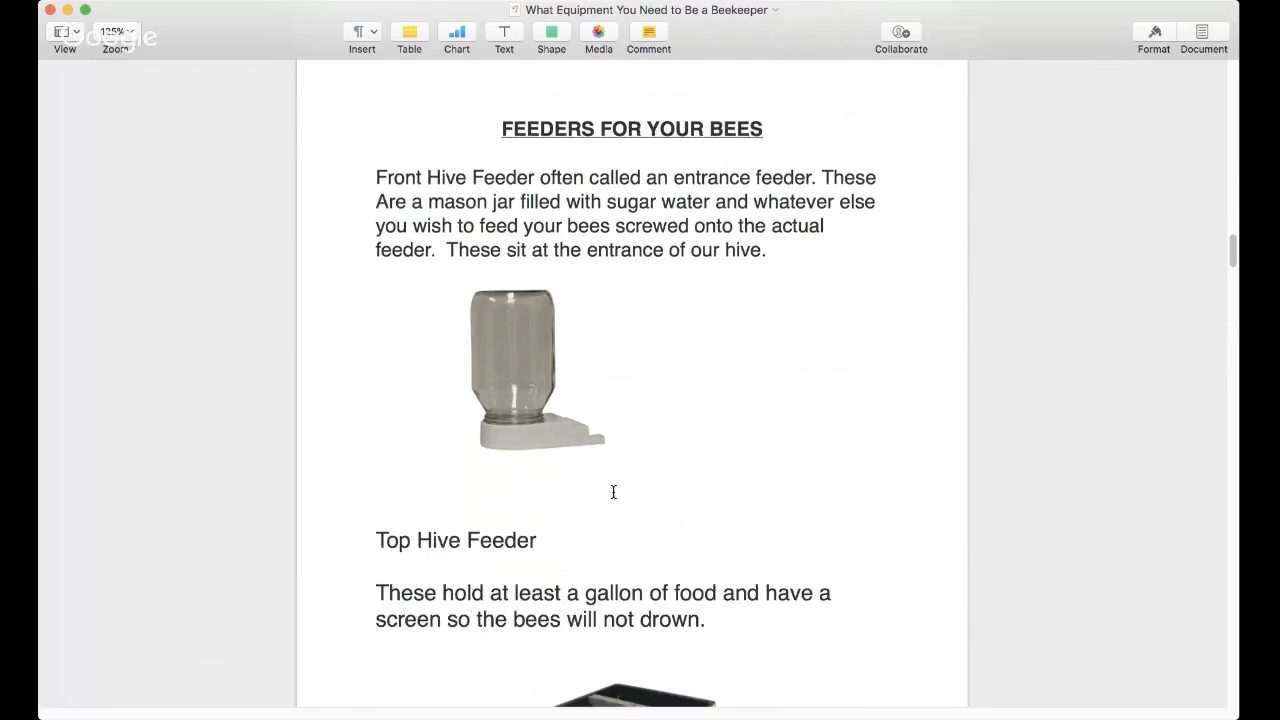 What Equipment You Need to Be a Beekeeper
125%
Google
View
Zoom
Insert
Table
Chart
Text
Shape
Media
Comment
Collaborate
Format
Document
FEEDERS FOR YOUR BEES
Front Hive Feeder often called an entrance feeder. These
Are a mason jar filled with sugar water and whatever else
you wish to feed your bees screwed onto the actual
feeder. These sit at the entrance of our hive.
Top Hive Feeder
These hold at least a gallon of food and have a
screen so the bees will not drown.